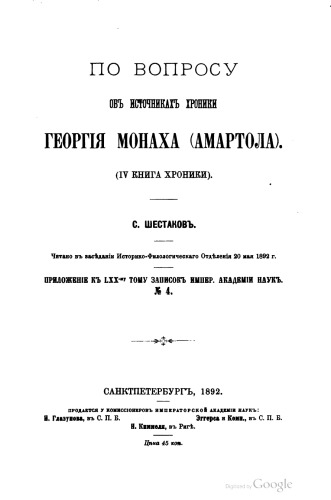 ПО ВОПРОСУ
ОБЪ ИСТОЧНИКАХЪ ХРОНИКИ
ГЕОРГІЯ МОНАХА (АМАРТОЛА).
(IV КНИГА ХРОНИКИ).
С. ШЕСТАКОВЪ.
Читано въ засѣданіи Историко-Филологическаго Отдѣленія 20 мая 1892 г.
ПРИЛОЖЕНІЕ КЪ LXX-му ТОМУ ЗАПИСОКЪ ИМПЕР. АКАДЕМІИ НАУКЪ.
№ 4.
САНКТПЕТЕРБУРГЪ, 1892.
ПРОДАЕТСЯ У КОММИССІОНЕРОВЪ ИМПЕРАТОРСКОЙ АКАДЕМІИ НАУКЪ:
И. Глазунова, въ С. П. Б. Эггерса и Комп., въ С. П. Б.
Н. Киммеля, въ Ригѣ.
Цѣна 45 коп.
Digitized by Google